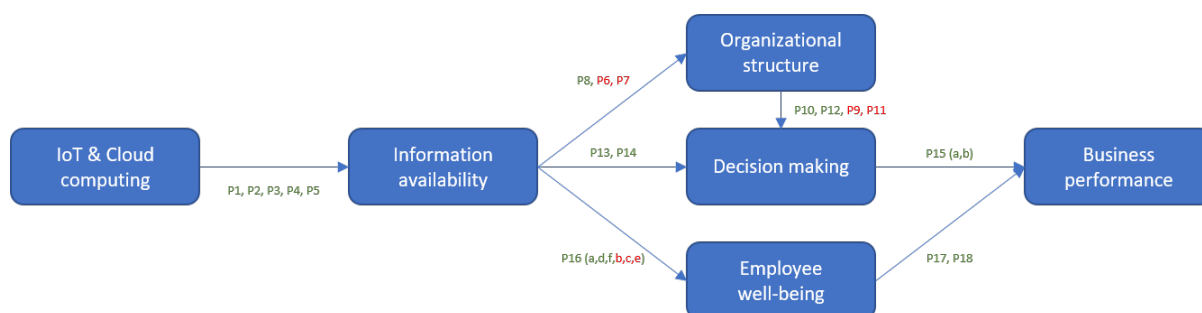 Organizational
structure
P8, P6, P7
P10, P12, P9, P11
IoT & Cloud
computing
P1, P2, P3, P4, P5
Information
availability
P13, P14
Decision making
P15 (a,b)
Business
performance
P16 (a,d,f,b,c,e)
Employee
well-being
P17, P18